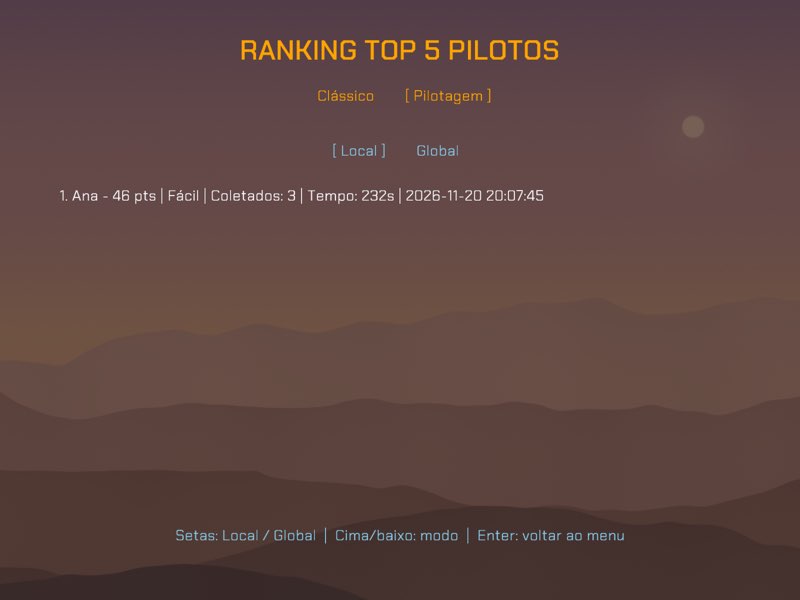 RANKING TOP 5 PILOTOS
Clássico [ Pilotagem ]
[ Local ] Global
1. Ana - 46 pts | Fácil | Coletados: 3 | Tempo: 232s | 2026-11-20 20:07:45
Setas: Local / Global | Cima/baixo: modo | Enter: voltar ao menu